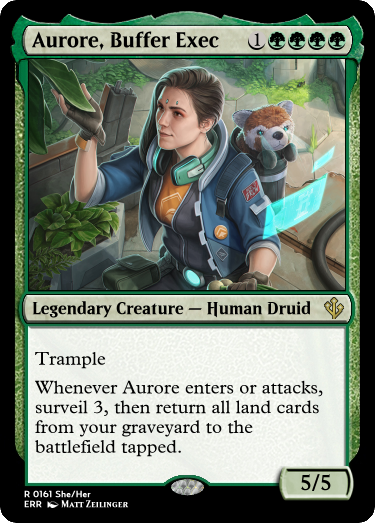 Aurore, Buffer Exec 1
Legendary Creature — Human Druid
Trample
Whenever Aurore enters or attacks,
surveil 3, then return all land cards
from your graveyard to the
battlefield tapped.
5/5
R 0161 She/Her
ERR Matt Zeilinger